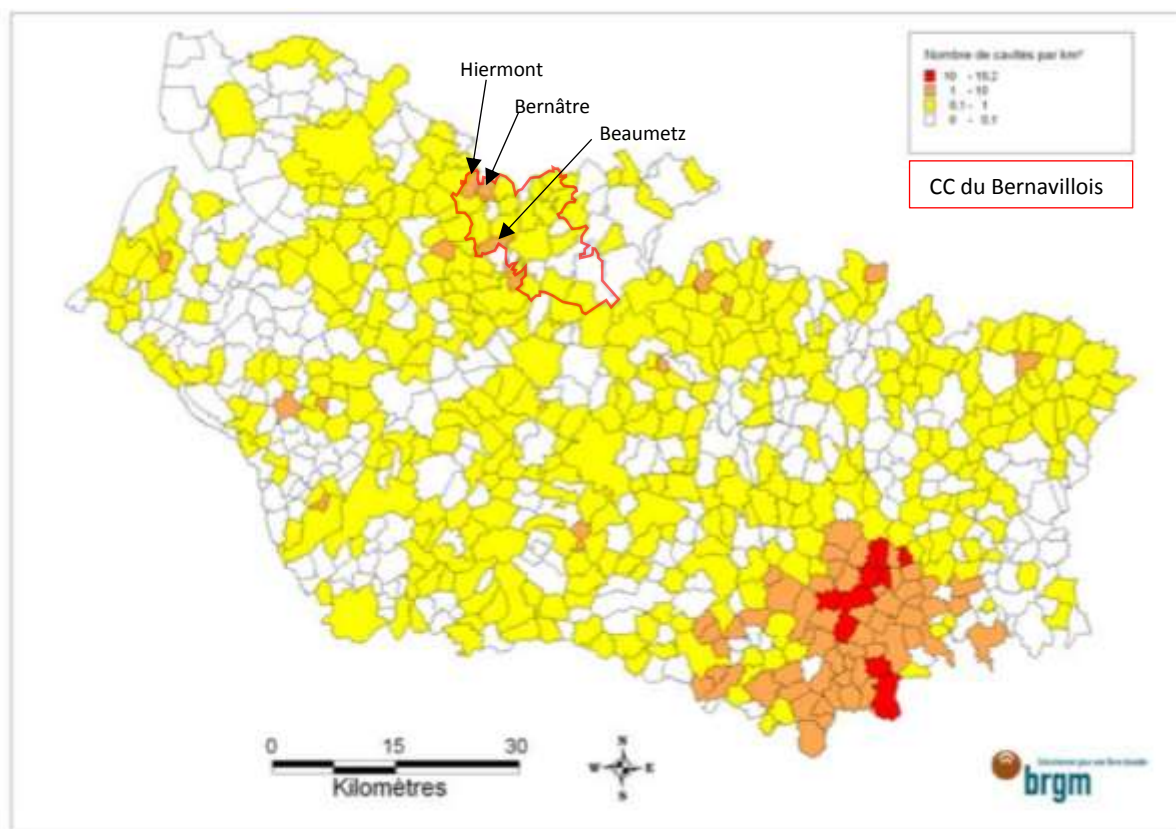 Hiermont
Bernâtre
Beaumetz
Nombre de cavités par km²
10 - 18,2
1 - 10
0,1 - 1
0 - 0,1
CC du Bernavillois
0 15 30
Kilomètres
N
W E
S
brgm